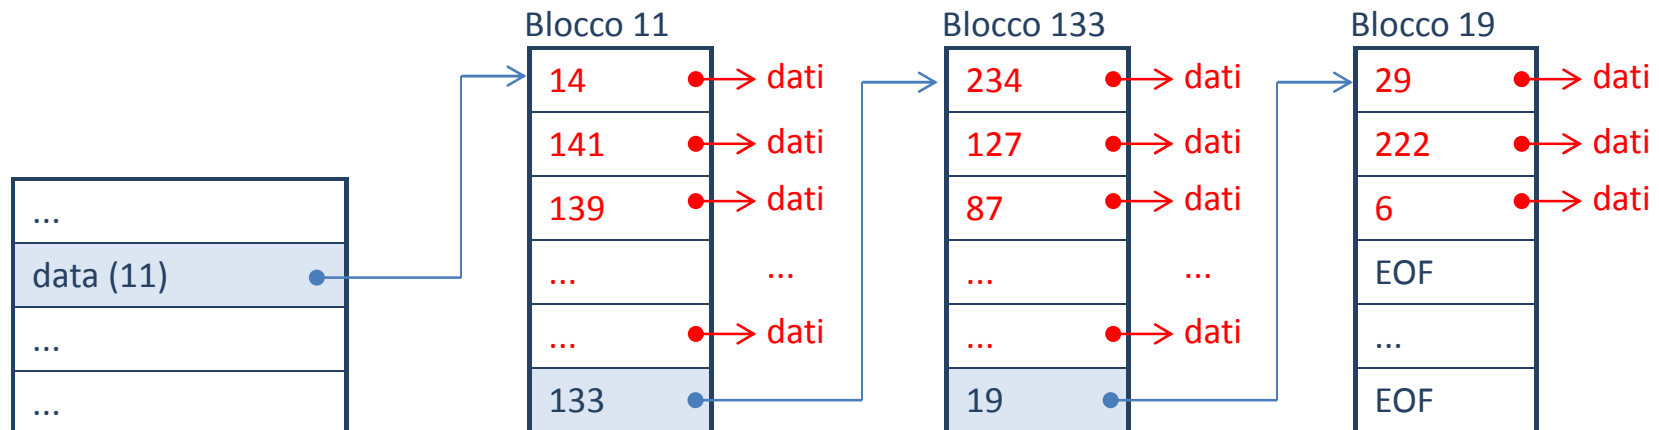 Blocco 11
Blocco 133
Blocco 19
14 dati
234 dati
29 dati
141 dati
127 dati
222 dati
...
139 dati
87 dati
6 dati
data (11)
... ...
... ...
EOF
...
... dati
... dati
...
...
133
19
EOF